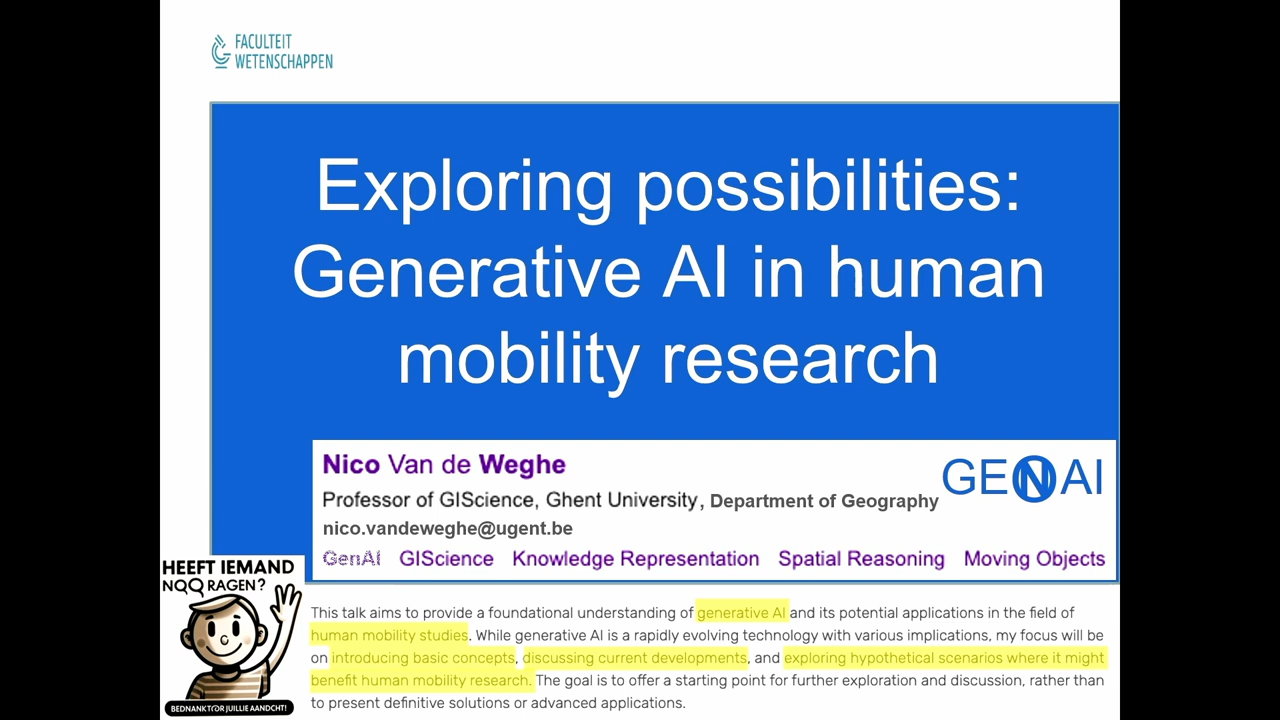 FACULTEIT
WETENSCHAPPEN
Exploring possibilities:
Generative AI in human
mobility research
Nico Van de Weghe
GENAI
Professor of GIScience, Ghent University, Department of Geography
nico.vandeweghe@ugent.be
GenAI GIScience Knowledge Representation Spatial Reasoning Moving Objects
HEEFT IEMAND
NQQ RAGEN?
BEDNANKTOR JUILLIE AANDCHT!
This talk aims to provide a foundational understanding of generative AI and its potential applications in the field of
human mobility studies. While generative AI is a rapidly evolving technology with various implications, my focus will be
on introducing basic concepts, discussing current developments, and exploring hypothetical scenarios where it might
benefit human mobility research. The goal is to offer a starting point for further exploration and discussion, rather than
to present definitive solutions or advanced applications.